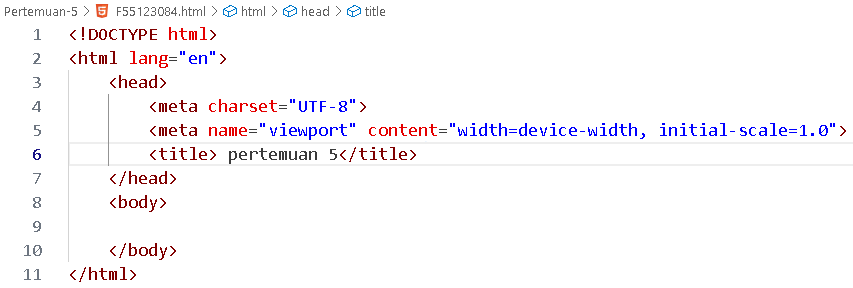 Pertemuan-5 > F55123084.html > html > head > title
1 <!DOCTYPE html>
2 <html lang="en">
3 <head>
4 <meta charset="UTF-8">
5 <meta name="viewport" content="width=device-width, initial-scale=1.0">
6 <title> pertemuan 5</title>
7 </head>
8 <body>
9
10 </body>
11 </html>